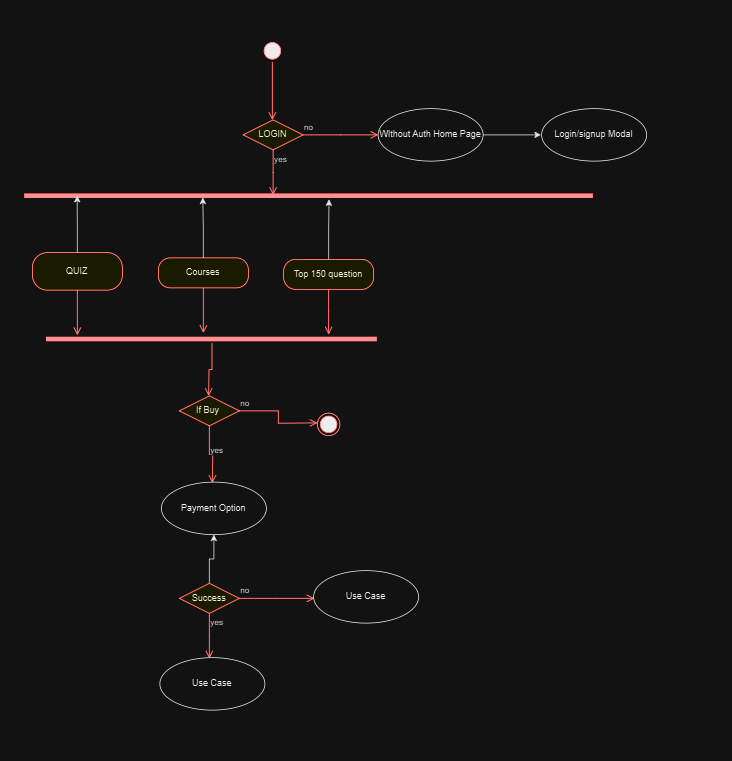 LOGIN
no
WIthout Auth Home Page
Login/signup Modal
yes
QUIZ
Courses
Top 150 question
If Buy
no
yes
Payment Option
Success
no
Use Case
yes
Use Case